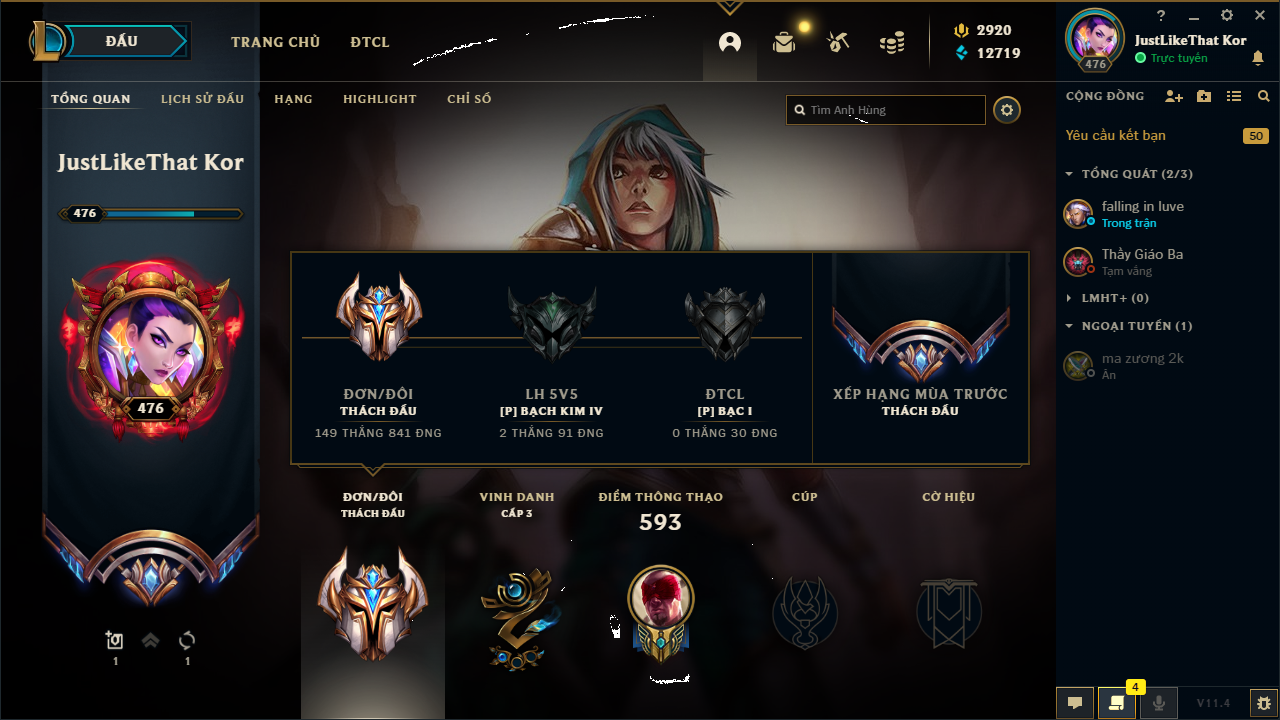 ĐẤU
TRANG CHỦ
ĐTCL
2920
12719
?
JustLikeThat Kor
Trực tuyến
476
TỔNG QUAN
LỊCH SỬ ĐẤU
HẠNG
HIGHLIGHT
CHỈ SỐ
Tìm Anh Hùng
CỘNG ĐỒNG
Yêu cầu kết bạn
50
TỔNG QUÁT (2/3)
falling in luve
Trong trận
Thầy Giáo Ba
Tạm vắng
LMHT+ (0)
NGOẠI TUYẾN (1)
ma zương 2k
Ẩn
JustLikeThat Kor
476
476
ĐƠN/ĐÔI
THÁCH ĐẤU
149 THẮNG 841 ĐNG
LH 5V5
[P] BẠCH KIM IV
2 THẮNG 91 ĐNG
ĐTCL
[P] BẠC I
0 THẮNG 30 ĐNG
XẾP HẠNG MÙA TRƯỚC
THÁCH ĐẤU
ĐƠN/ĐÔI
THÁCH ĐẤU
VINH DANH
CẤP 3
ĐIỂM THÔNG THẠO
593
CÚP
CỜ HIỆU
1
1
4
V11.4